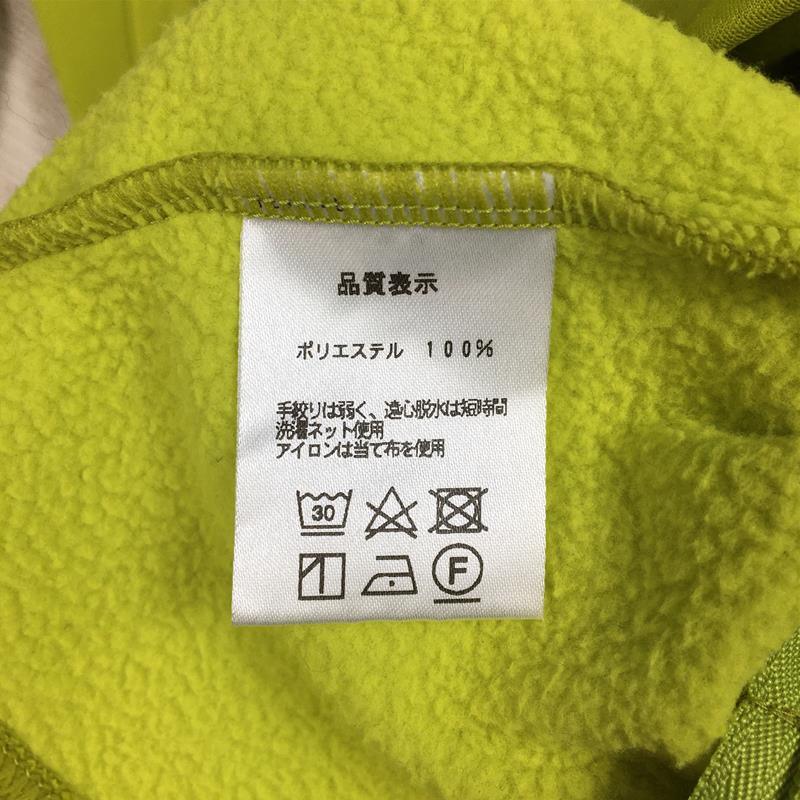 品質表示
ポリエステル 100%
手絞りは弱く、遠心脱水は短時間
洗濯ネット使用
アイロンは当て布を使用
30
F